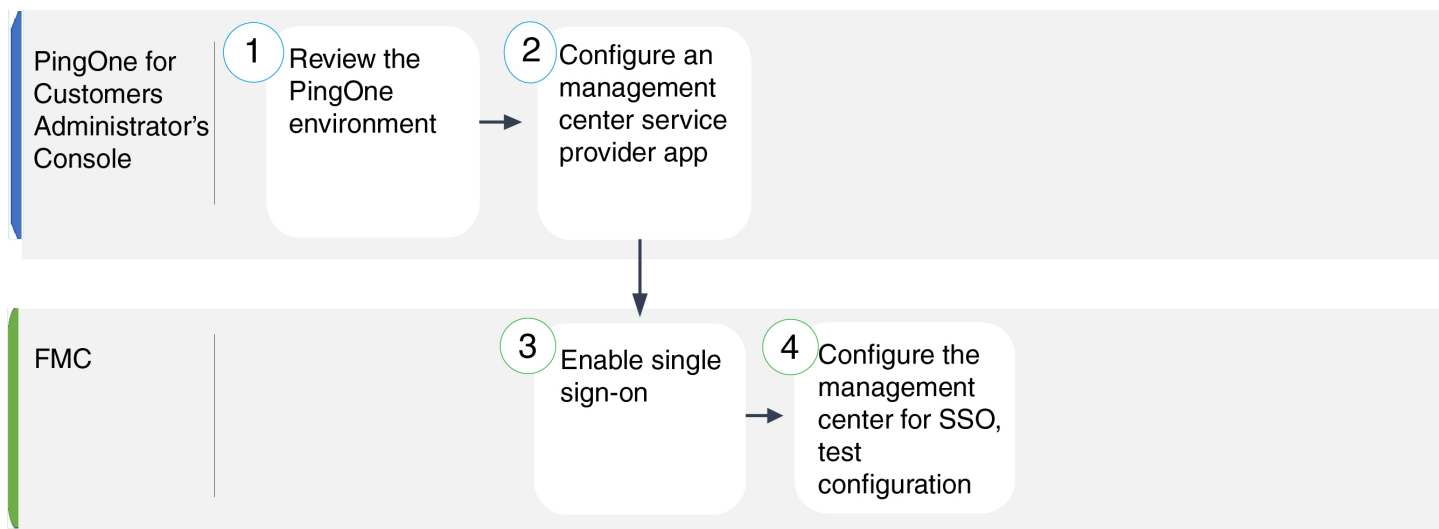 PingOne for
Customers
Administrator’s
Console
1
Review the
PingOne
environment
2
Configure an
management
center service
provider app
FMC
3
Enable single
sign-on
4
Configure the
management
center for SSO,
test
configuration